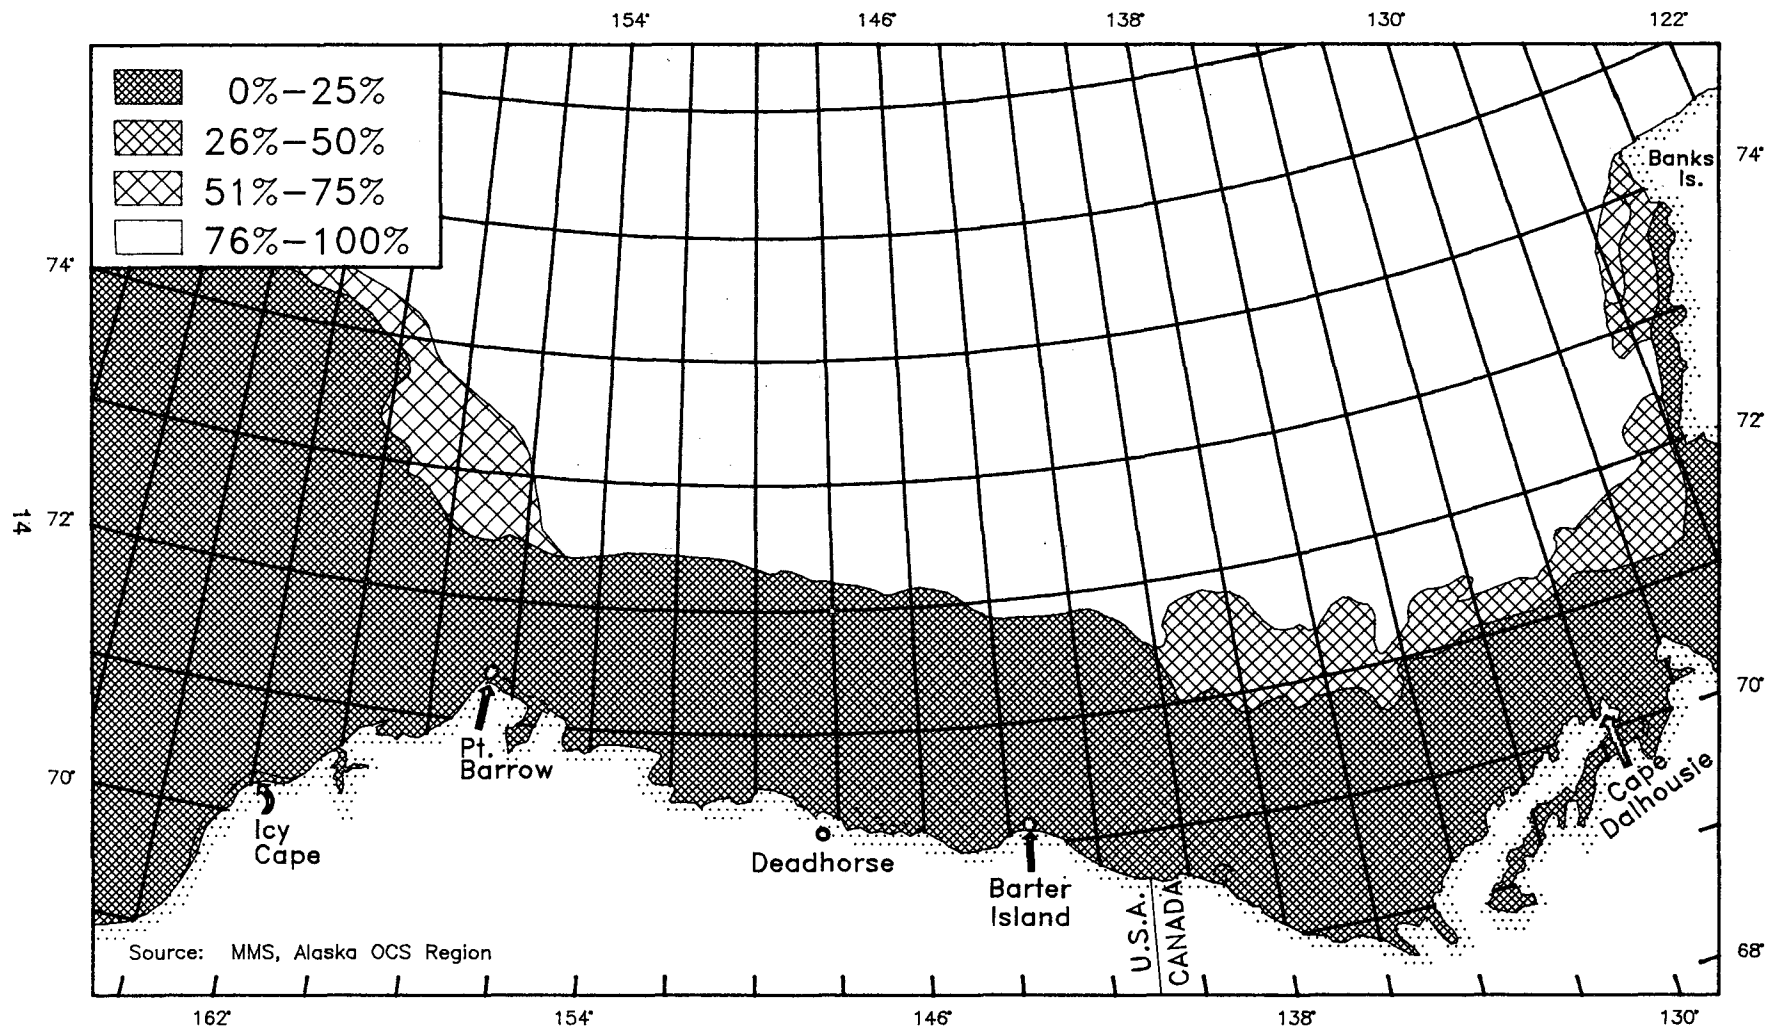 154° 146° 138° 130° 122°
0%-25%
26%-50%
51%-75%
76%-100%
Banks
Is.
74°
74°
72°
72°
70°
70°
68°
14
Pt.
Barrow
Icy
Cape
Deadhorse
Barter
Island
U.S.A.
CANADA
Cape
Dalhousie
Source: MMS, Alaska OCS Region
162° 154° 146° 138° 130°